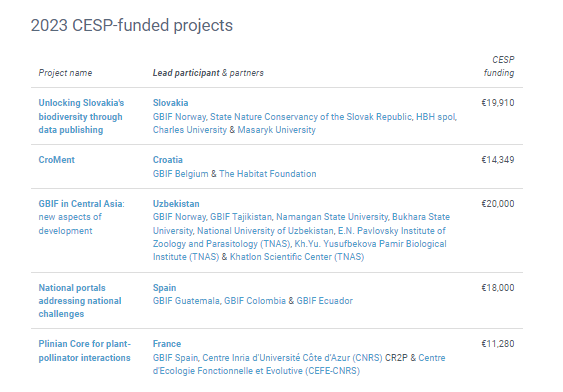 2023 CESP-funded projects
CESP
Project name Lead participant & partners funding
Unlocking Slovakia's Slovakia €19,910
biodiversity through GBIF Norway, State Nature Conservancy of the Slovak Republic, HBH spol,
data publishing Charles University & Masaryk University
CroMent Croatia €14,349
GBIF Belgium & The Habitat Foundation
GBIF in Central Asia: Uzbekistan €20,000
new aspects of GBIF Norway, GBIF Tajikistan, Namangan State University, Bukhara State
development University, National University of Uzbekistan, E.N. Pavlovsky Institute of
Zoology and Parasitology (TNAS), Kh.Yu. Yusufbekova Pamir Biological
Institute (TNAS) & Khatlon Scientific Center (TNAS)
National portals Spain €18,000
addressing national GBIF Guatemala, GBIF Colombia & GBIF Ecuador
challenges
Plinian Core for plant- France €11,280
pollinator interactions GBIF Spain, Centre Inria d'Université Côte d'Azur (CNRS) CR2P & Centre
d'Ecologie Fonctionnelle et Evolutive (CEFE-CNRS)